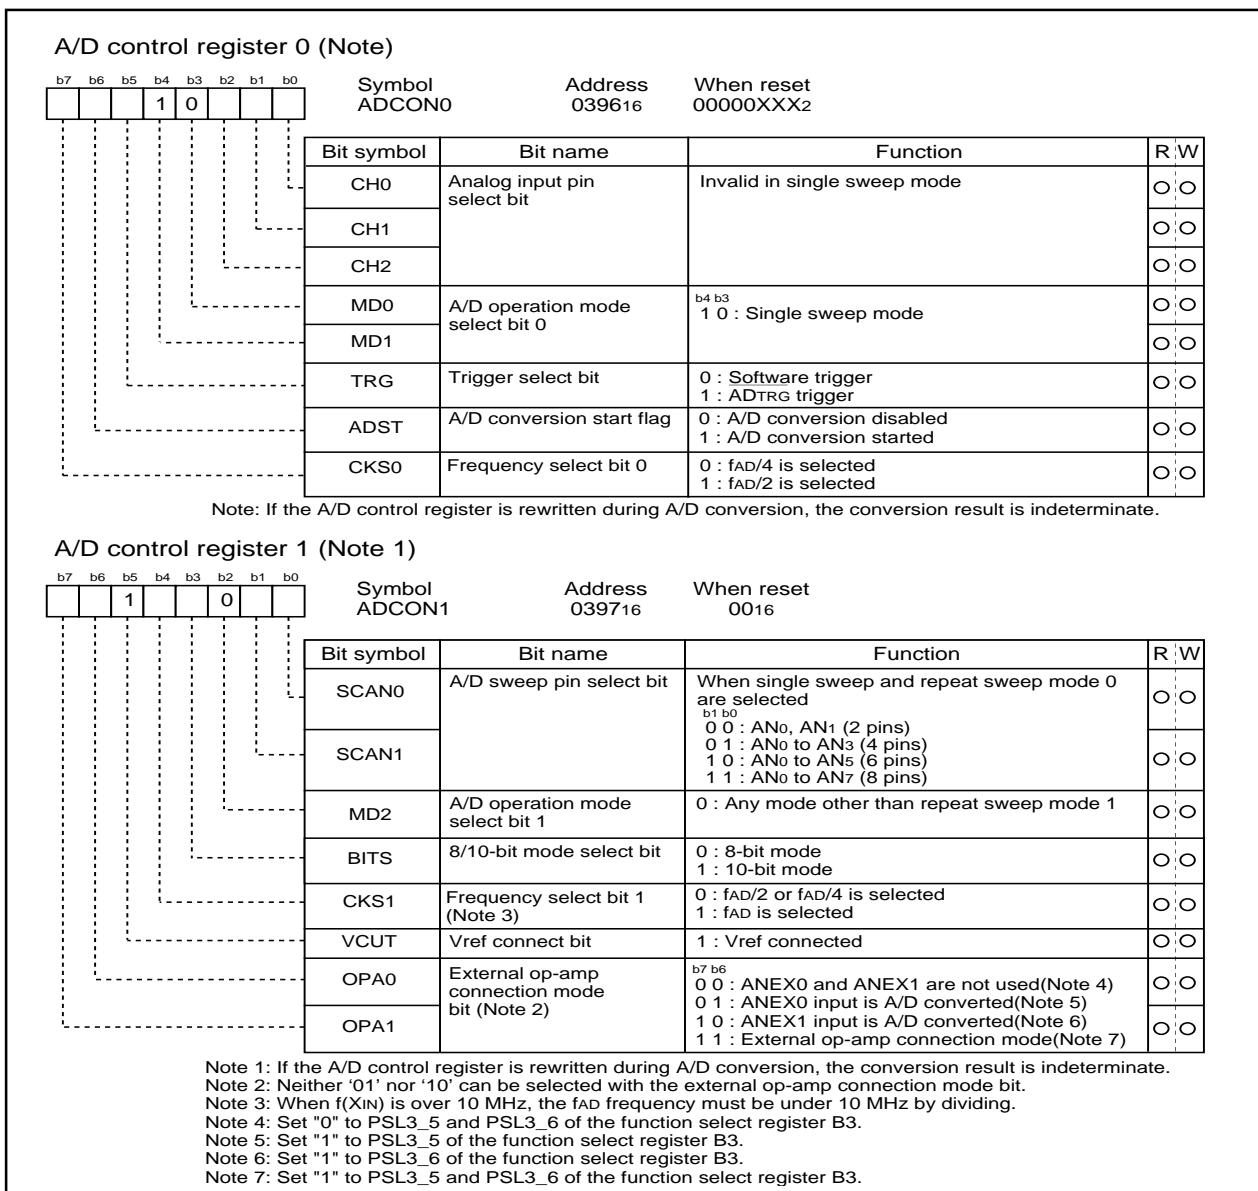 A/D control register 0 (Note)
b7 b6 b5 b4 b3 b2 b1 b0
1 0
Symbol Address When reset
ADCON0 039616 00000XXX2
Bit symbol Bit name Function R W
CH0 Analog input pin select bit Invalid in single sweep mode
CH1
CH2
MD0 A/D operation mode select bit 0 b4 b3
1 0 : Single sweep mode
MD1
TRG Trigger select bit 0 : Software trigger
1 : ADTRG trigger
ADST A/D conversion start flag 0 : A/D conversion disabled
1 : A/D conversion started
CKS0 Frequency select bit 0 0 : fAD/4 is selected
1 : fAD/2 is selected
Note: If the A/D control register is rewritten during A/D conversion, the conversion result is indeterminate.
A/D control register 1 (Note 1)
b7 b6 b5 b4 b3 b2 b1 b0
1 0
Symbol Address When reset
ADCON1 039716 0016
Bit symbol Bit name Function R W
SCAN0 A/D sweep pin select bit When single sweep and repeat sweep mode 0
are selected
b1 b0
0 0 : AN0, AN1 (2 pins)
0 1 : AN0 to AN3 (4 pins)
1 0 : AN0 to AN5 (6 pins)
1 1 : AN0 to AN7 (8 pins)
SCAN1
MD2 A/D operation mode select bit 1 0 : Any mode other than repeat sweep mode 1
BITS 8/10-bit mode select bit 0 : 8-bit mode
1 : 10-bit mode
CKS1 Frequency select bit 1 (Note 3) 0 : fAD/2 or fAD/4 is selected
1 : fAD is selected
VCUT Vref connect bit 1 : Vref connected
OPA0 External op-amp connection mode bit (Note 2) b7 b6
0 0 : ANEX0 and ANEX1 are not used(Note 4)
0 1 : ANEX0 input is A/D converted(Note 5)
1 0 : ANEX1 input is A/D converted(Note 6)
1 1 : External op-amp connection mode(Note 7)
OPA1
Note 1: If the A/D control register is rewritten during A/D conversion, the conversion result is indeterminate.
Note 2: Neither ‘01’ nor ‘10’ can be selected with the external op-amp connection mode bit.
Note 3: When f(XIN) is over 10 MHz, the fAD frequency must be under 10 MHz by dividing.
Note 4: Set "0" to PSL3_5 and PSL3_6 of the function select register B3.
Note 5: Set "1" to PSL3_5 of the function select register B3.
Note 6: Set "1" to PSL3_6 of the function select register B3.
Note 7: Set "1" to PSL3_5 and PSL3_6 of the function select register B3.